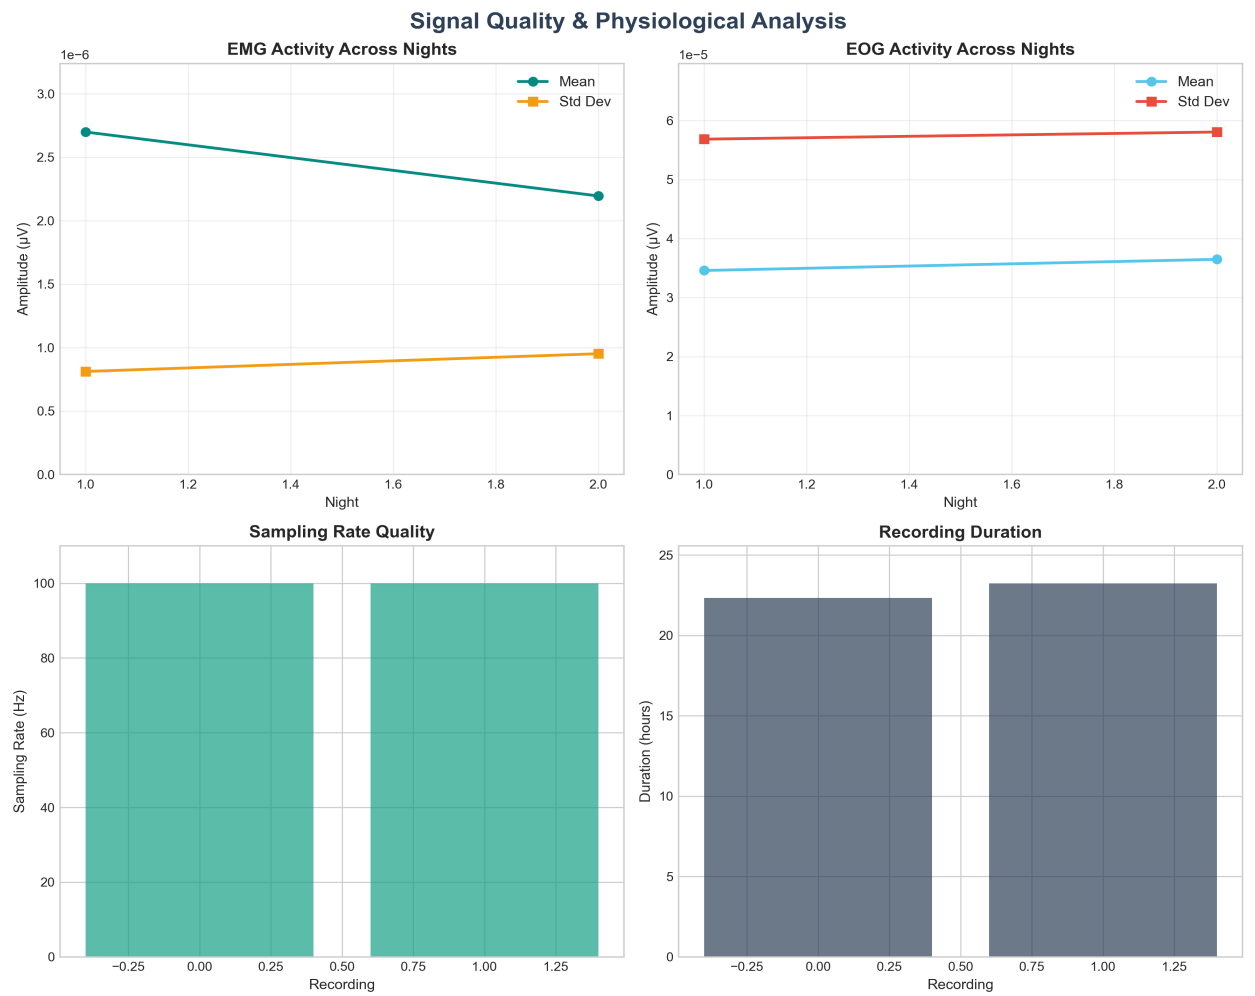 Signal Quality & Physiological Analysis
EMG Activity Across Nights
1e−6
Mean
Std Dev
3.0
2.5
2.0
1.5
1.0
0.5
0.0
Amplitude (µV)
1.0 1.2 1.4 1.6 1.8 2.0
Night
EOG Activity Across Nights
1e−5
Mean
Std Dev
6
5
4
3
2
1
0
Amplitude (µV)
1.0 1.2 1.4 1.6 1.8 2.0
Night
Sampling Rate Quality
100
80
60
40
20
0
Sampling Rate (Hz)
−0.25 0.00 0.25 0.50 0.75 1.00 1.25
Recording
Recording Duration
25
20
15
10
5
0
Duration (hours)
−0.25 0.00 0.25 0.50 0.75 1.00 1.25
Recording